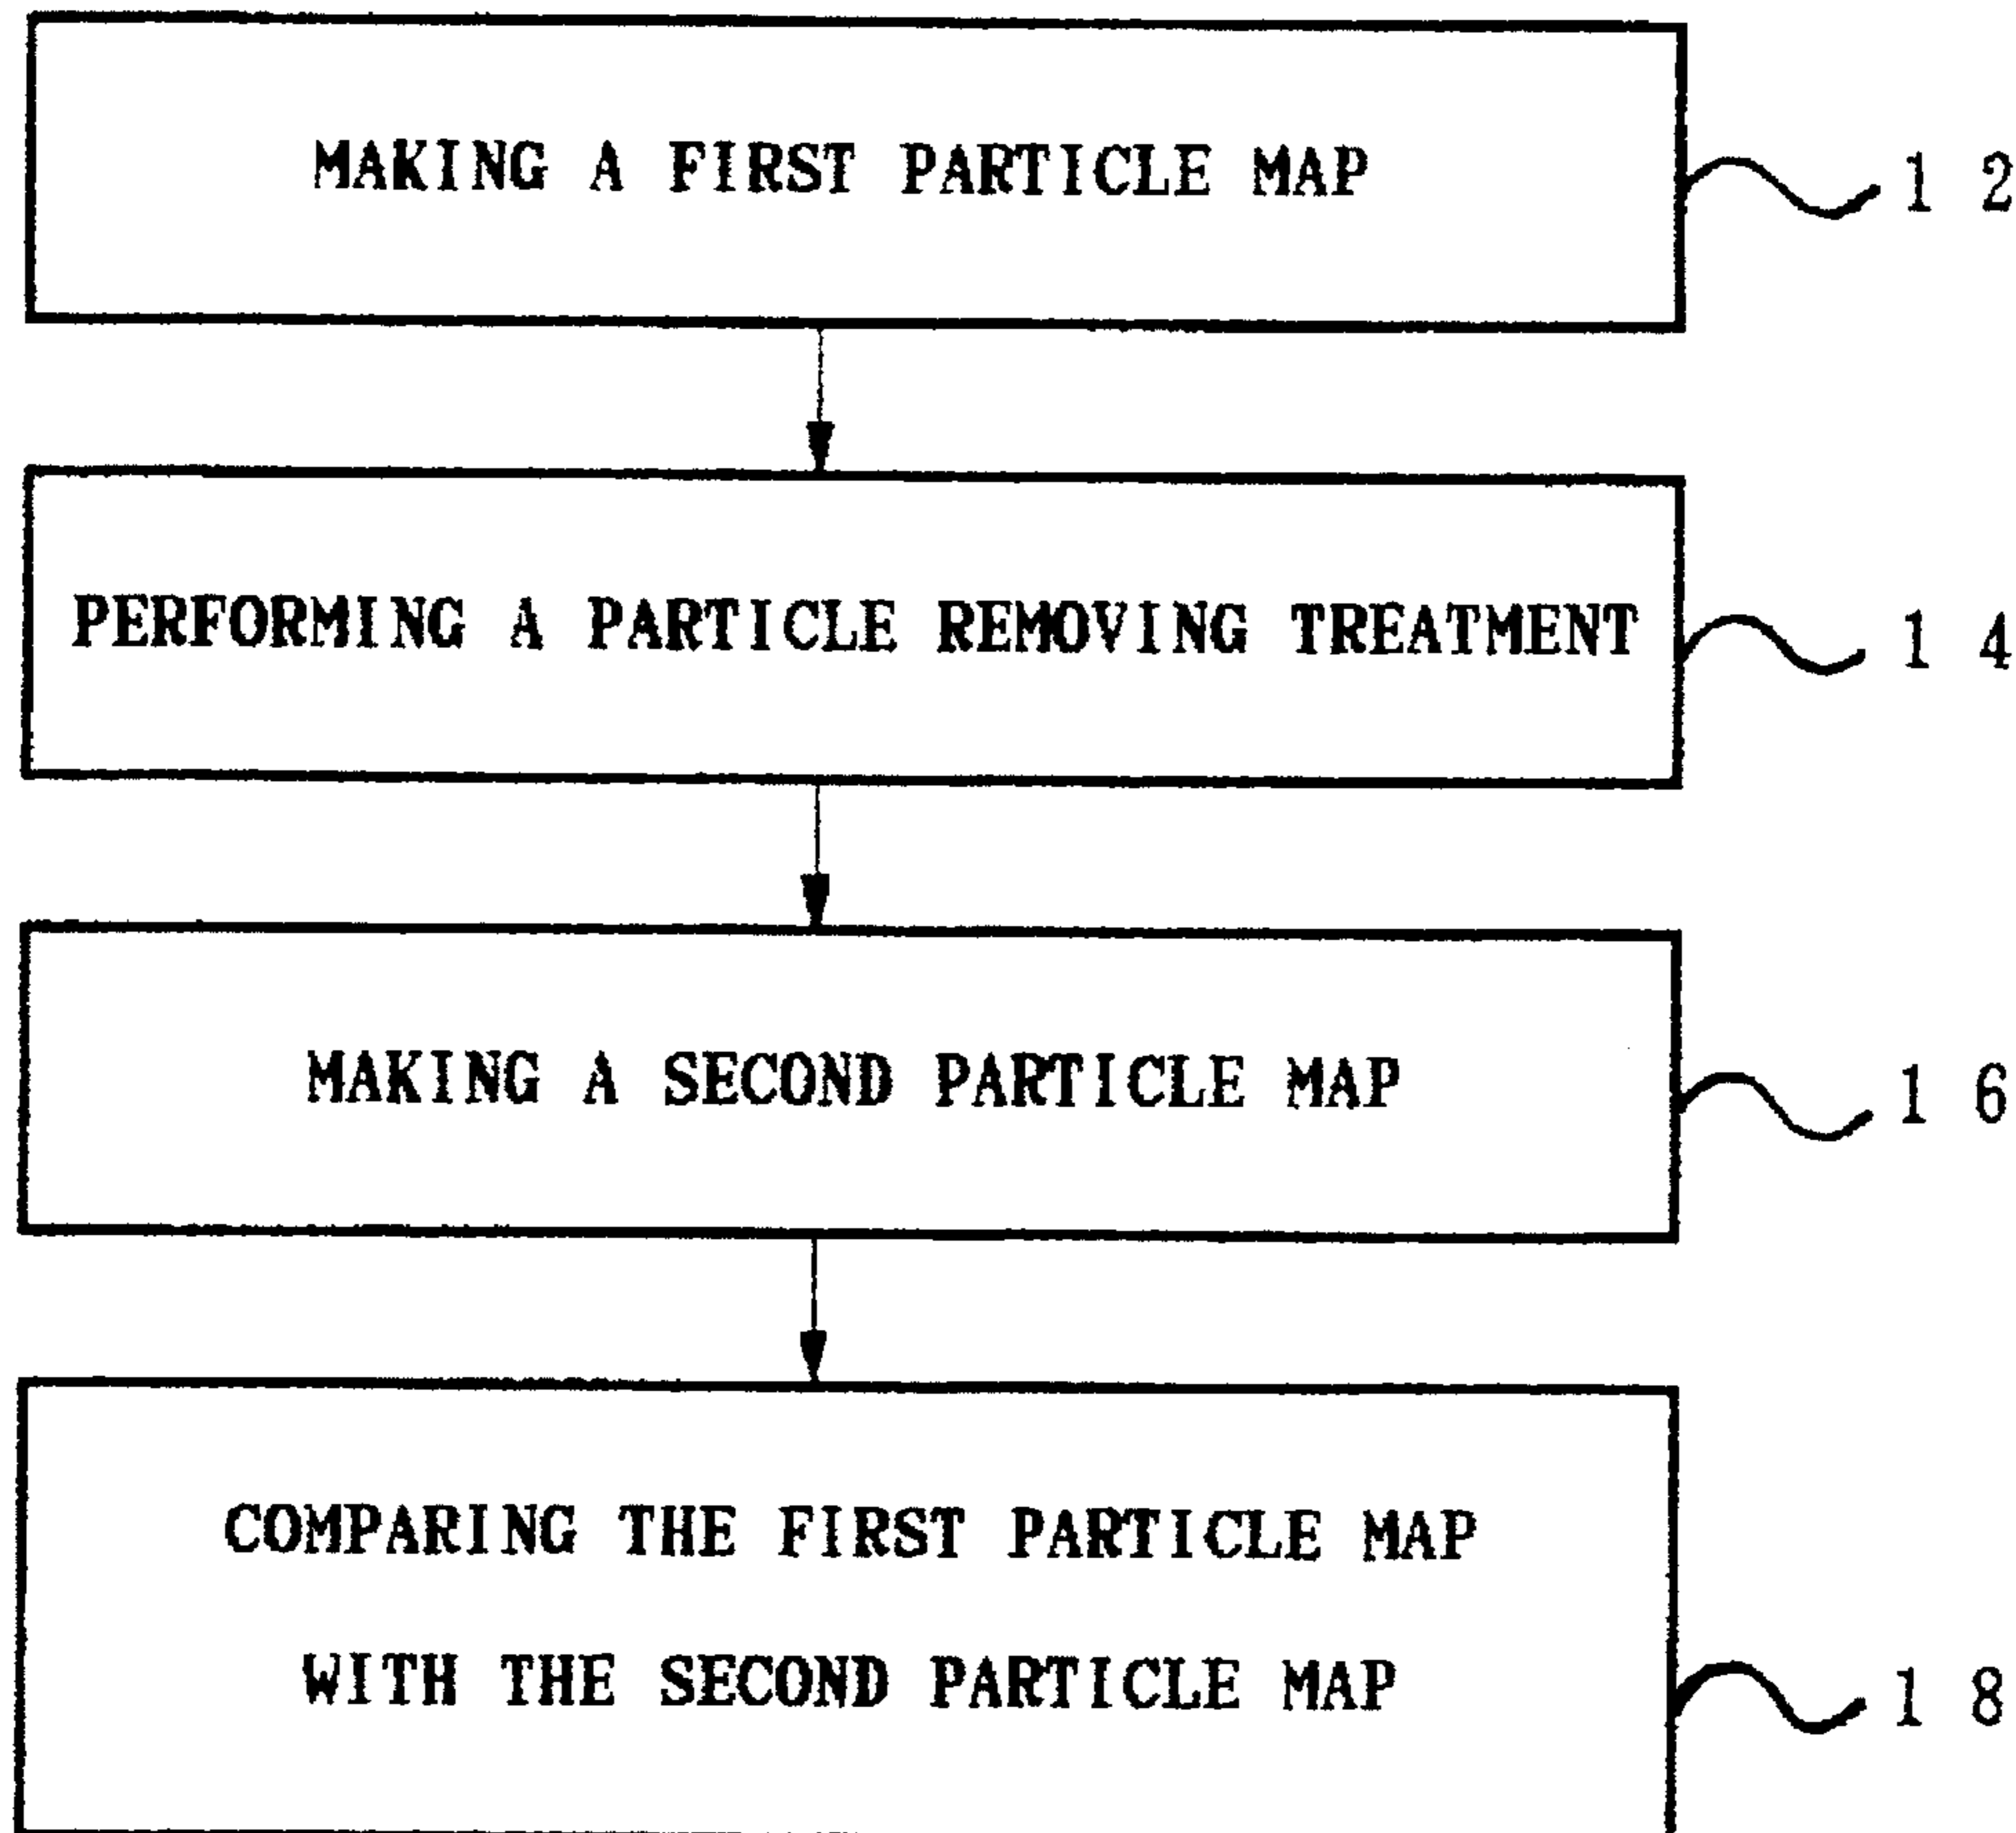 MAKING A FIRST PARTICLE MAP
12
PERFORMING A PARTICLE REMOVING TREATMENT
14
MAKING A SECOND PARTICLE MAP
16
COMPARING THE FIRST PARTICLE MAP
WITH THE SECOND PARTICLE MAP
18